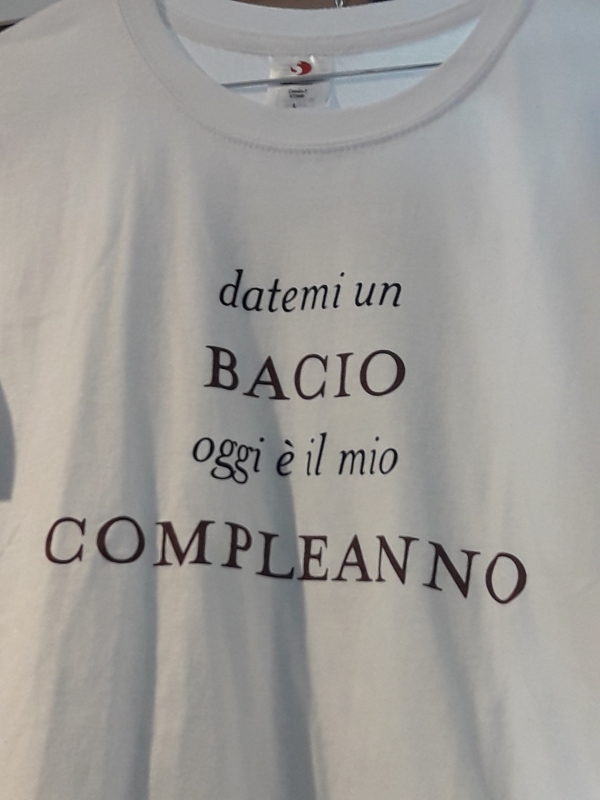 datemi un
BACIO
oggi è il mio
COMPLEANNO
L